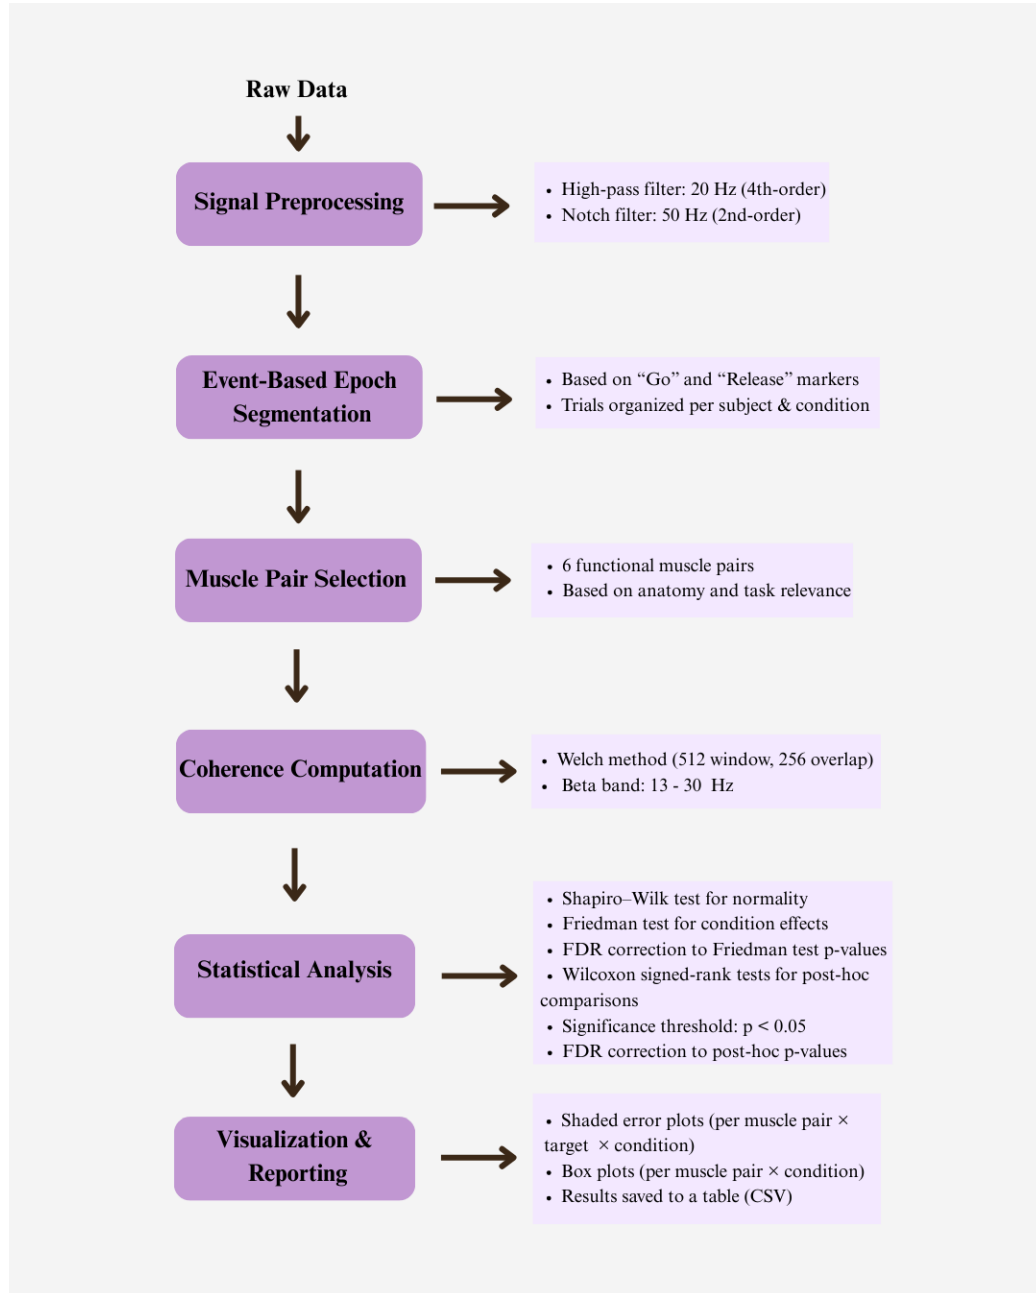 Raw Data
Signal Preprocessing
• High-pass filter: 20 Hz (4th-order)
• Notch filter: 50 Hz (2nd-order)
Event-Based Epoch
Segmentation
• Based on “Go” and “Release” markers
• Trials organized per subject & condition
Muscle Pair Selection
• 6 functional muscle pairs
• Based on anatomy and task relevance
Coherence Computation
• Welch method (512 window, 256 overlap)
• Beta band: 13 - 30 Hz
Statistical Analysis
• Shapiro–Wilk test for normality
• Friedman test for condition effects
• FDR correction to Friedman test p-values
• Wilcoxon signed-rank tests for post-hoc
comparisons
• Significance threshold: p < 0.05
• FDR correction to post-hoc p-values
Visualization &
Reporting
• Shaded error plots (per muscle pair ×
target × condition)
• Box plots (per muscle pair × condition)
• Results saved to a table (CSV)